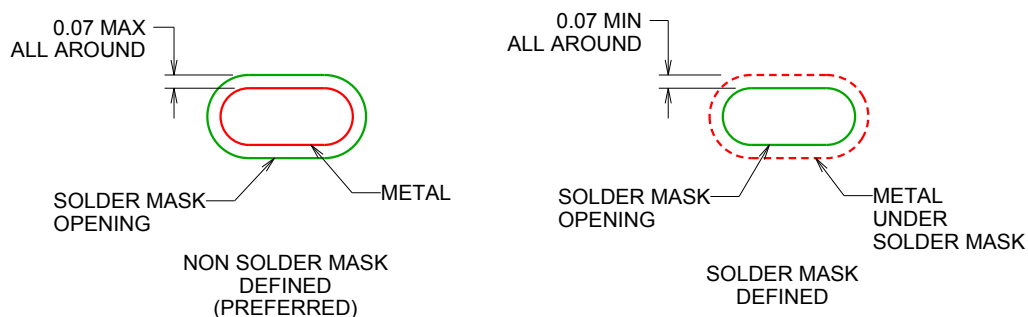 0.07 MAX
ALL AROUND
SOLDER MASK
OPENING
METAL
NON SOLDER MASK
DEFINED
(PREFERRED)
0.07 MIN
ALL AROUND
SOLDER MASK
OPENING
METAL
UNDER
SOLDER MASK
SOLDER MASK
DEFINED